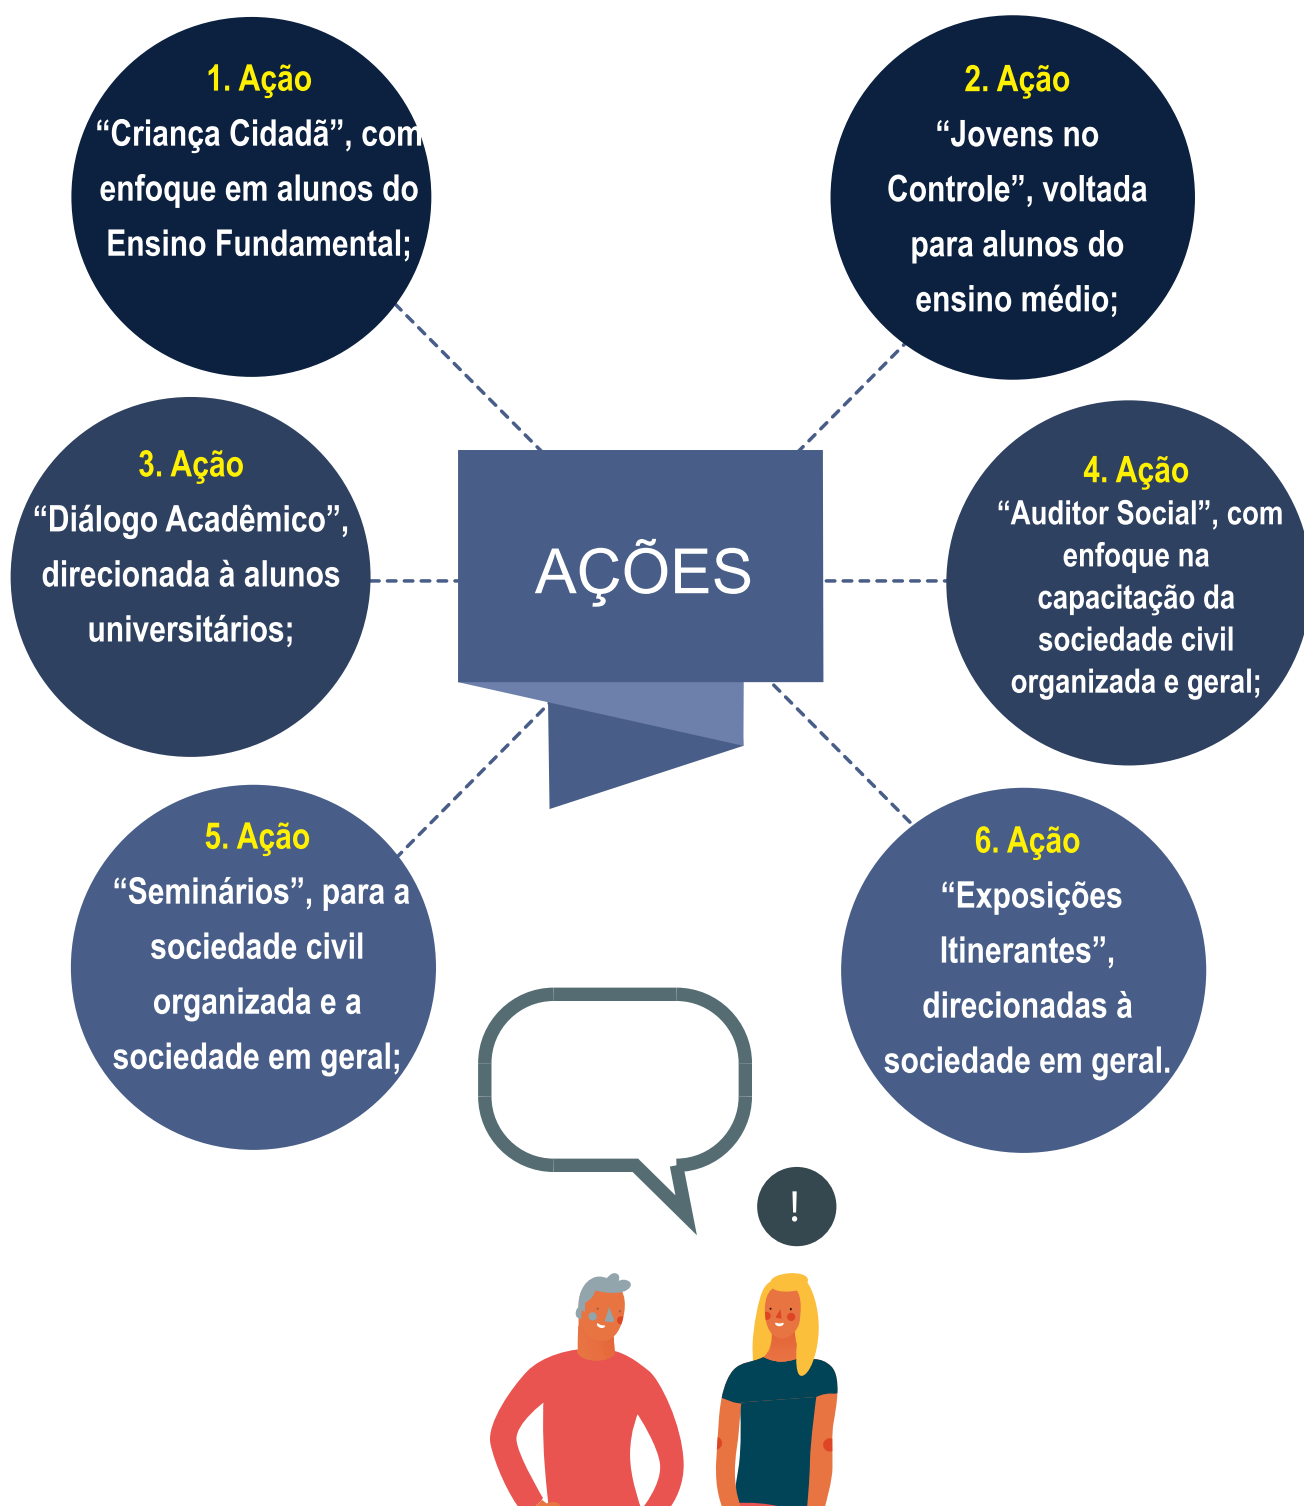 1. Ação
“Criança Cidadã”, com
enfoque em alunos do
Ensino Fundamental;
2. Ação
“Jovens no
Controle”, voltada
para alunos do
ensino médio;
3. Ação
“Diálogo Acadêmico”,
direcionada à alunos
universitários;
AÇÕES
4. Ação
“Auditor Social”, com
enfoque na
capacitação da
sociedade civil
organizada e geral;
5. Ação
“Seminários”, para a
sociedade civil
organizada e a
sociedade em geral;
6. Ação
“Exposições
Itinerantes”,
direcionadas à
sociedade em geral.
!